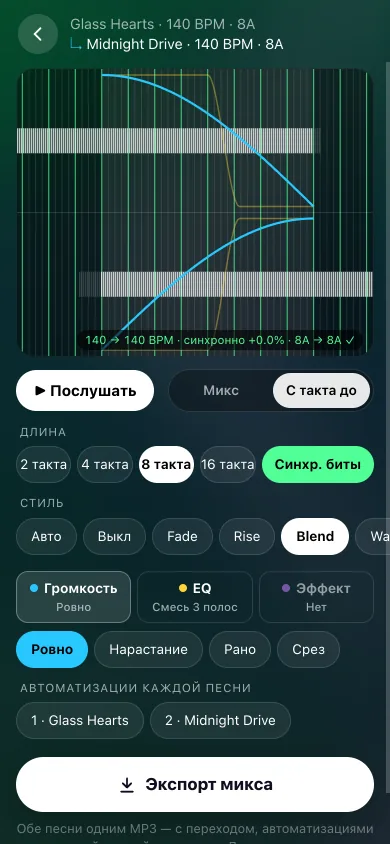 Glass Hearts · 140 BPM · 8A
Midnight Drive · 140 BPM · 8A
140 → 140 BPM · синхронно +0.0% · 8A → 8A ✓
Послушать
Микс
С такта до
ДЛИНА
2 такта
4 такта
8 такта
16 такта
Синхр. биты
СТИЛЬ
Авто
Выкл
Fade
Rise
Blend
Wa
Громкость
Ровно
EQ
Смесь 3 полос
Эффект
Нет
Ровно
Нарастание
Рано
Срез
АВТОМАТИЗАЦИИ КАЖДОЙ ПЕСНИ
1 · Glass Hearts
2 · Midnight Drive
Экспорт микса
Обе песни одним MP3 — с переходом, автоматизациями